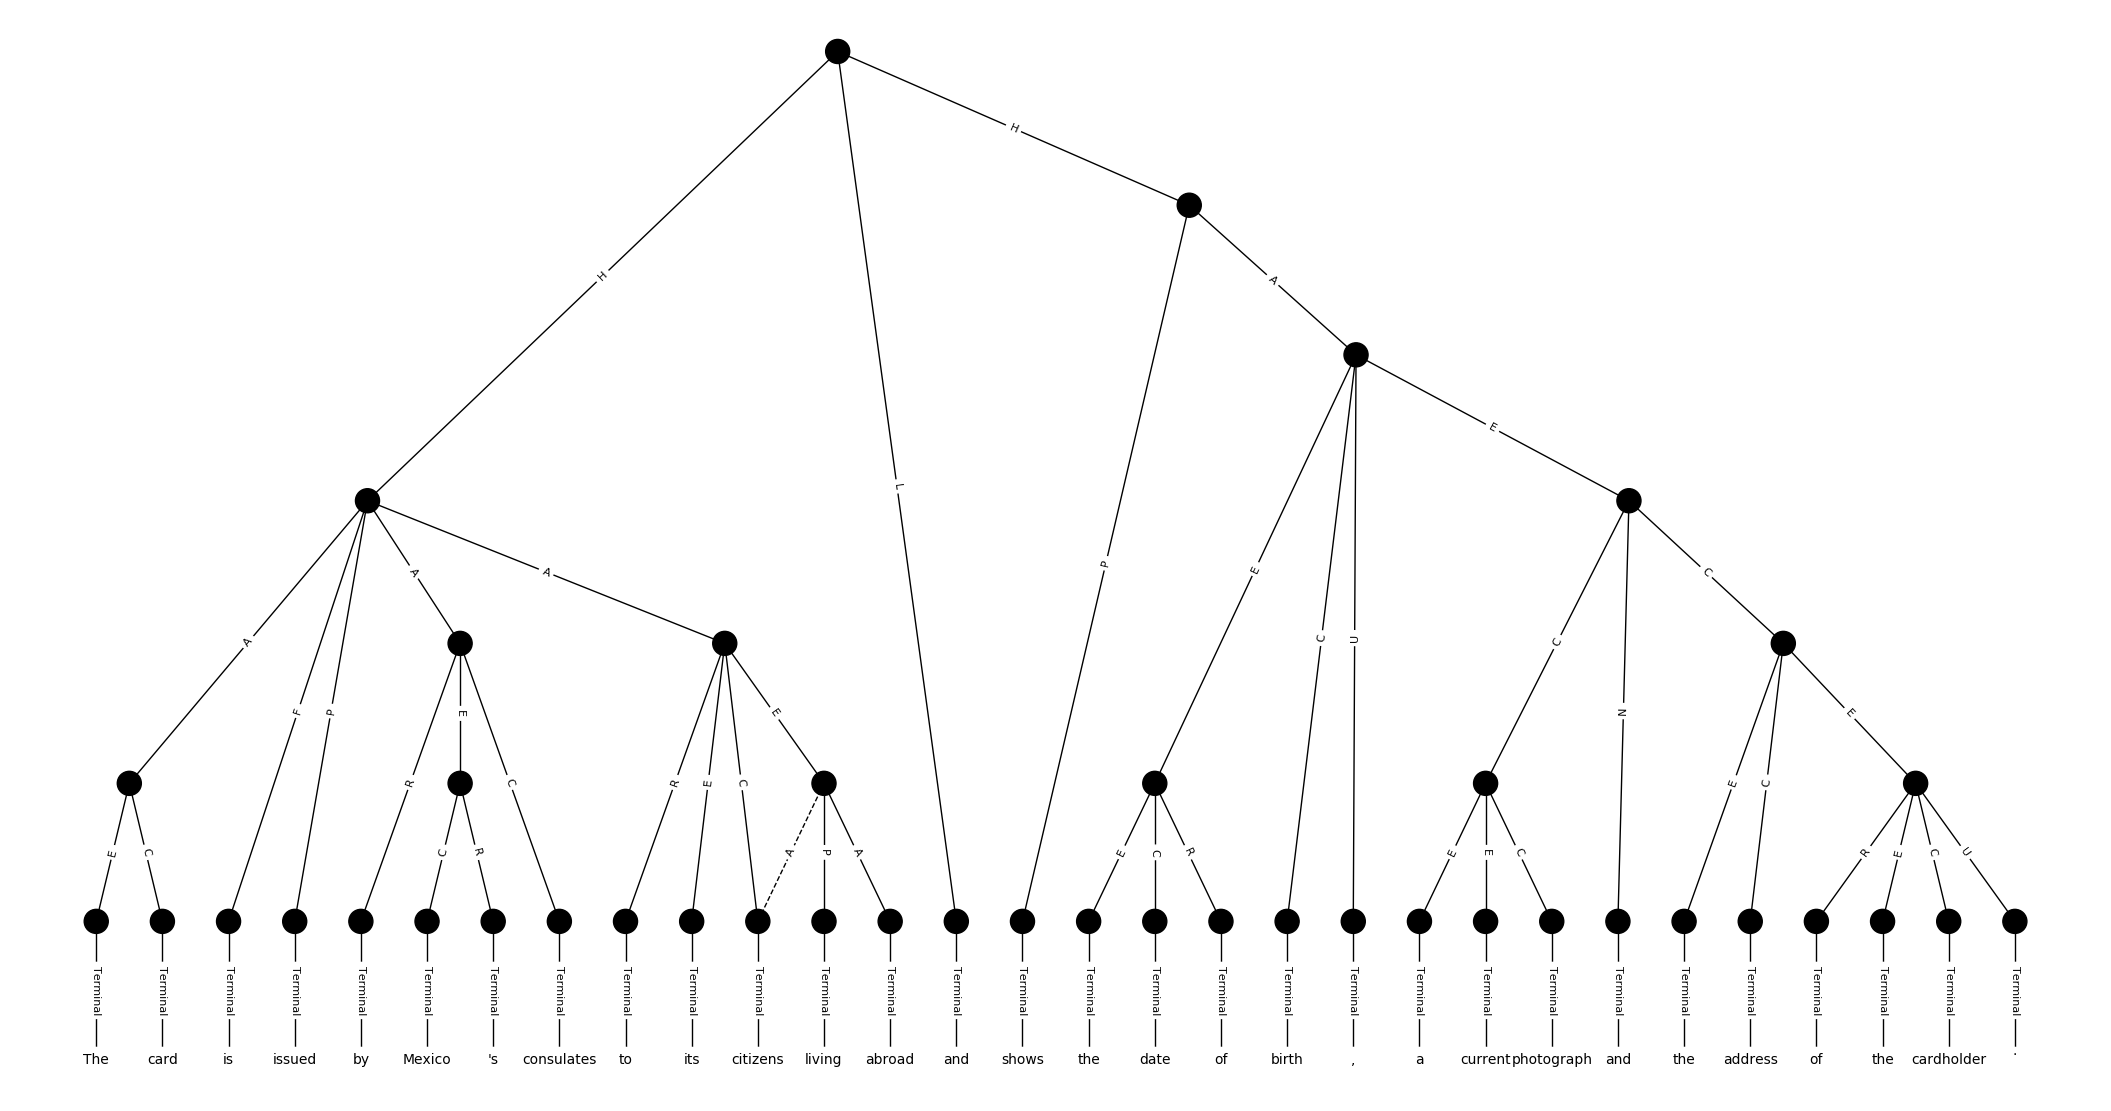 H
H
A
E
H
L
A
A
C
P
E
C
U
C
A
F
P
E
E
N
E
R
C
R
E
C
E
C
E
C
C
R
A
P
A
E
C
R
E
E
C
R
E
C
U
Terminal Terminal Terminal Terminal Terminal Terminal Terminal Terminal Terminal Terminal Terminal Terminal Terminal Terminal Terminal Terminal Terminal Terminal Terminal Terminal Terminal Terminal Terminal Terminal Terminal Terminal Terminal Terminal Terminal Terminal
The card is issued by Mexico 's consulates to its citizens living abroad and shows the date of birth , a current photograph and the address of the cardholder .